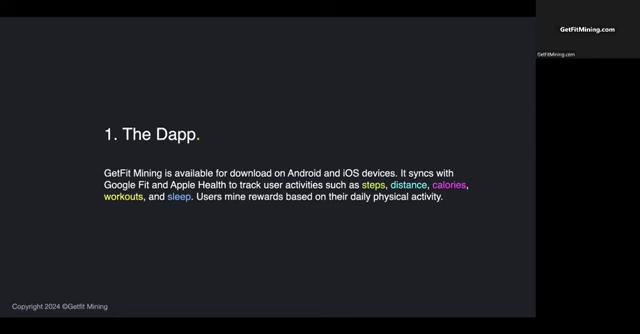 GetFitMining.com
GetFitMining.com
1. The Dapp.
GetFit Mining is available for download on Android and iOS devices. It syncs with
Google Fit and Apple Health to track user activities such as steps, distance, calories,
workouts, and sleep. Users mine rewards based on their daily physical activity.
Copyright 2024 ©Getfit Mining